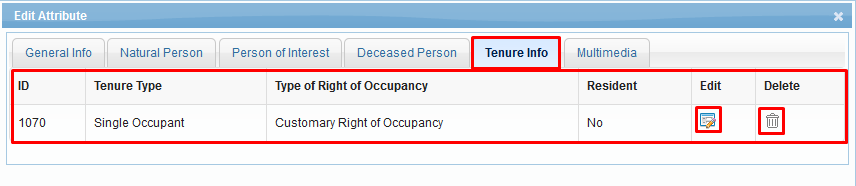 Edit Attribute
General Info Natural Person Person of Interest Deceased Person Tenure Info Multimedia
ID Tenure Type Type of Right of Occupancy Resident Edit Delete
1070 Single Occupant Customary Right of Occupancy No